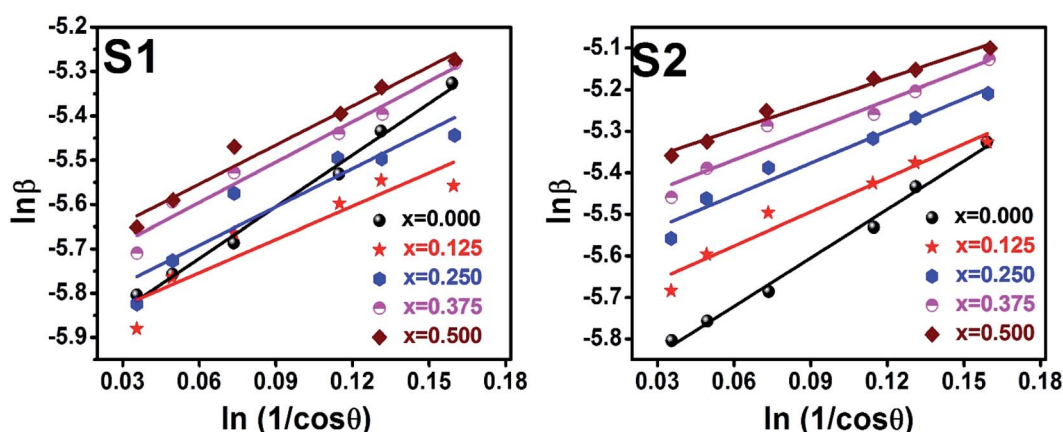 S1
lnβ
-5.2
-5.3
-5.4
-5.5
-5.6
-5.7
-5.8
-5.9
x=0.000
x=0.125
x=0.250
x=0.375
x=0.500
0.03 0.06 0.09 0.12 0.15 0.18
ln (1/cosθ)
S2
lnβ
-5.1
-5.2
-5.3
-5.4
-5.5
-5.6
-5.7
-5.8
x=0.000
x=0.125
x=0.250
x=0.375
x=0.500
0.03 0.06 0.09 0.12 0.15 0.18
ln (1/cosθ)